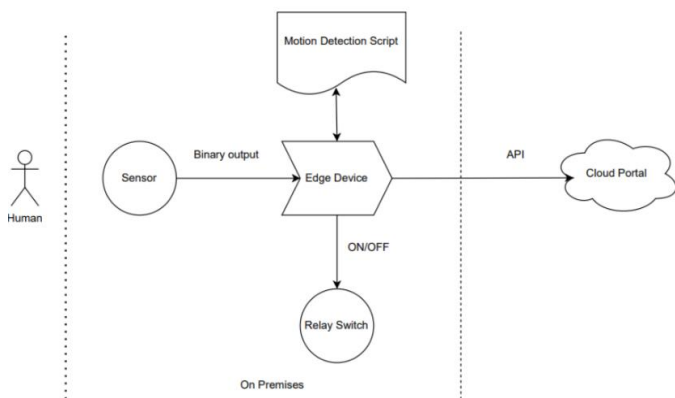 Motion Detection Script
Binary output
API
Sensor
Edge Device
Cloud Portal
Human
ON/OFF
Relay Switch
On Premises